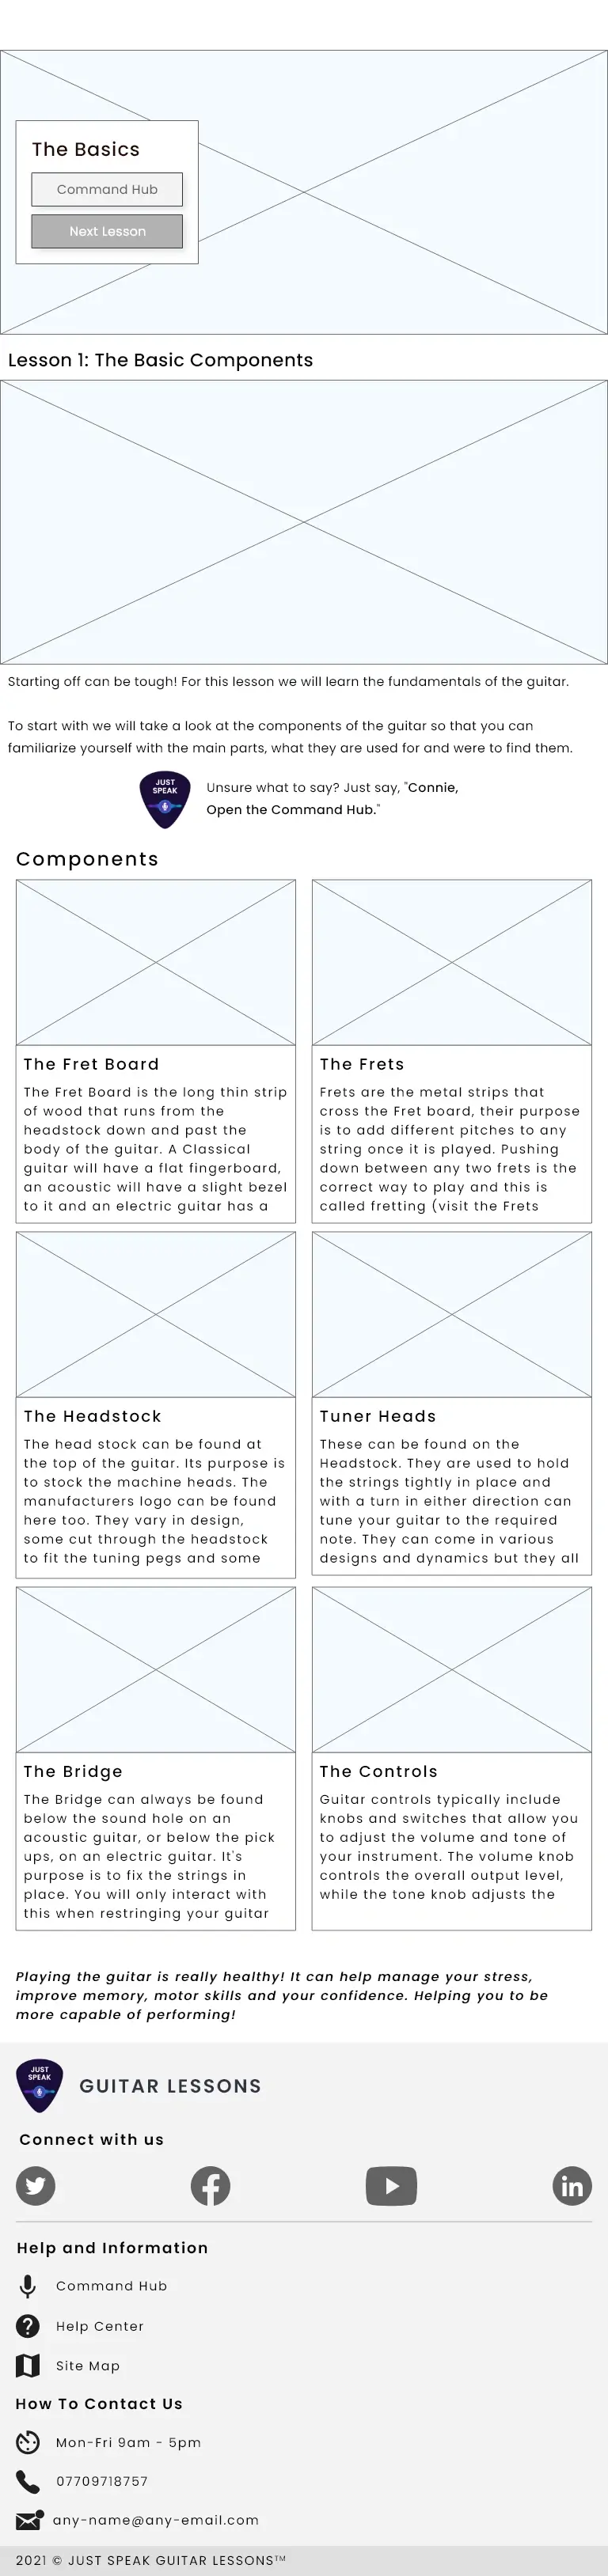 The Basics
Command Hub
Next Lesson
Lesson 1: The Basic Components
Starting off can be tough! For this lesson we will learn the fundamentals of the guitar.
To start with we will take a look at the components of the guitar so that you can
familiarize yourself with the main parts, what they are used for and were to find them.
JUST
SPEAK
Unsure what to say? Just say, "Connie,
Open the Command Hub."
Components
The Fret Board
The Fret Board is the long thin strip
of wood that runs from the
headstock down and past the
body of the guitar. A Classical
guitar will have a flat fingerboard,
an acoustic will have a slight bezel
to it and an electric guitar has a
The Frets
Frets are the metal strips that
cross the Fret board, their purpose
is to add different pitches to any
string once it is played. Pushing
down between any two frets is the
correct way to play and this is
called fretting (visit the Frets
The Headstock
The head stock can be found at
the top of the guitar. Its purpose is
to stock the machine heads. The
manufacturers logo can be found
here too. They vary in design,
some cut through the headstock
to fit the tuning pegs and some
Tuner Heads
These can be found on the
Headstock. They are used to hold
the strings tightly in place and
with a turn in either direction can
tune your guitar to the required
note. They can come in various
designs and dynamics but they all
The Bridge
The Bridge can always be found
below the sound hole on an
acoustic guitar, or below the pick
ups, on an electric guitar. It's
purpose is to fix the strings in
place. You will only interact with
this when restringing your guitar
The Controls
Guitar controls typically include
knobs and switches that allow you
to adjust the volume and tone of
your instrument. The volume knob
controls the overall output level,
while the tone knob adjusts the
Playing the guitar is really healthy! It can help manage your stress,
improve memory, motor skills and your confidence. Helping you to be
more capable of performing!
JUST
SPEAK
GUITAR LESSONS
Connect with us
Help and Information
Command Hub
Help Center
Site Map
How To Contact Us
Mon-Fri 9am - 5pm
07709718757
any-name@any-email.com
2021 © JUST SPEAK GUITAR LESSONS™